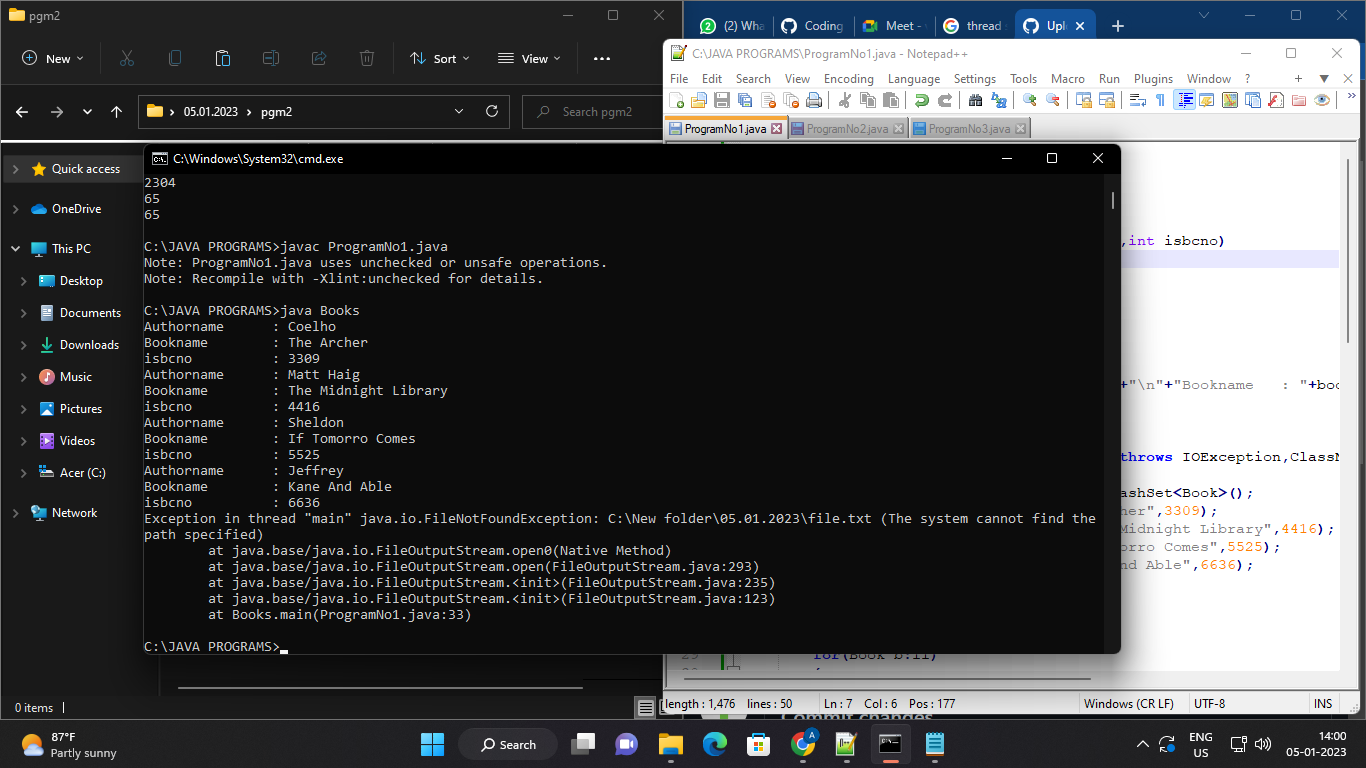 pgm2
New
Sort
View
05.01.2023
pgm2
Search pgm2
Quick access
OneDrive
This PC
Desktop
Documents
Downloads
Music
Pictures
Videos
Acer (C:)
Network
0 items
(2) Wha
Coding
Meet -
thread
Upl
C:\JAVA PROGRAMS\ProgramNo1.java - Notepad++
File Edit Search View Encoding Language Settings Tools Macro Run Plugins Window ?
ProgramNo1.java
ProgramNo2.java
ProgramNo3.java
,int isbcno)
+"\n"+"Bookname   : "+boo
throws IOException,ClassN
ashSet<Book>();
her",3309);
Midnight Library",4416);
orro Comes",5525);
nd Able",6636);
for(Book b:l1)
length : 1,476 lines : 50 Ln : 7 Col : 6 Pos : 177 Windows (CR LF) UTF-8 INS
Commit changes
C:\Windows\System32\cmd.exe
2304
65
65
C:\JAVA PROGRAMS>javac ProgramNo1.java
Note: ProgramNo1.java uses unchecked or unsafe operations.
Note: Recompile with -Xlint:unchecked for details.
C:\JAVA PROGRAMS>java Books
Authorname      : Coelho
Bookname        : The Archer
isbcno          : 3309
Authorname      : Matt Haig
Bookname        : The Midnight Library
isbcno          : 4416
Authorname      : Sheldon
Bookname        : If Tomorro Comes
isbcno          : 5525
Authorname      : Jeffrey
Bookname        : Kane And Able
isbcno          : 6636
Exception in thread "main" java.io.FileNotFoundException: C:\New folder\05.01.2023\file.txt (The system cannot find the
path specified)
        at java.base/java.io.FileOutputStream.open0(Native Method)
        at java.base/java.io.FileOutputStream.open(FileOutputStream.java:293)
        at java.base/java.io.FileOutputStream.<init>(FileOutputStream.java:235)
        at java.base/java.io.FileOutputStream.<init>(FileOutputStream.java:123)
        at Books.main(ProgramNo1.java:33)
C:\JAVA PROGRAMS>
87°F
Partly sunny
Search
ENG
US
14:00
05-01-2023